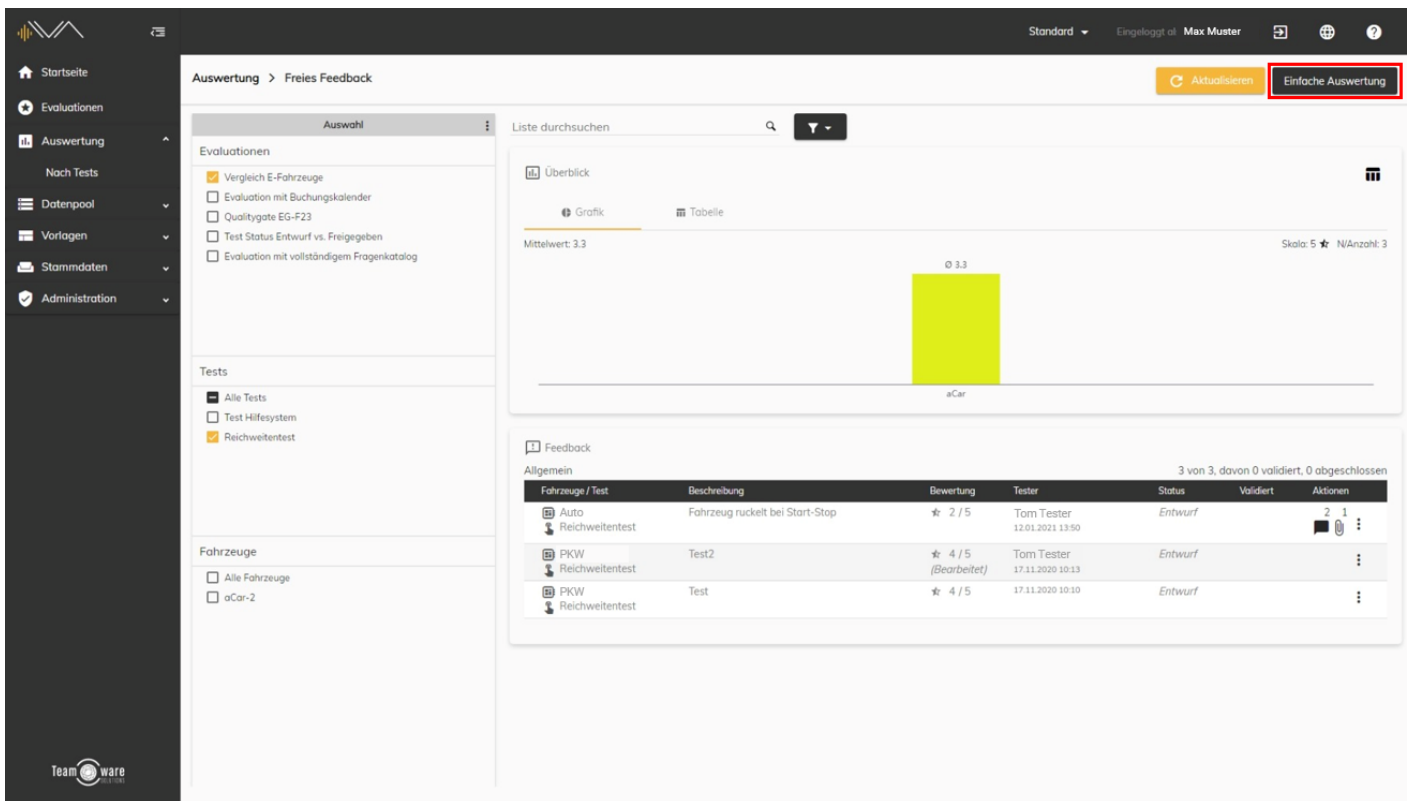 Standard
Eingeloggt al Max Muster
Startseite
Evaluationen
Auswertung
Nach Tests
Datenpool
Vorlagen
Stammdaten
Administration
Team ware
Auswertung > Freies Feedback
Aktualisieren
Einfache Auswertung
Auswahl
Evaluationen
Vergleich E-Fahrzeuge
Evaluation mit Buchungskalender
Qualitygate EG-F23
Test Status Entwurf vs. Freigegeben
Evaluation mit vollständigem Fragenkatalog
Tests
Alle Tests
Test Hilfesystem
Reichweitentest
Fahrzeuge
Alle Fahrzeuge
aCar-2
Liste durchsuchen
Überblick
Grafik Tabelle
Mittelwert: 3.3 Skala: 5 N/Anzahl: 3
Ø 3.3
aCar
Feedback
Allgemein 3 von 3, davon 0 validiert, 0 abgeschlossen
Fahrzeuge / Test Beschreibung Bewertung Tester Status Validiert Aktionen
Auto Fahrzeug ruckelt bei Start-Stop 2 / 5 Tom Tester Entwurf 2 1
Reichweitentest 12.01.2021 13:50
PKW Test2 4 / 5 Tom Tester Entwurf
Reichweitentest (Bearbeitet) 17.11.2020 10:13
PKW Test 4 / 5 17.11.2020 10:10 Entwurf
Reichweitentest